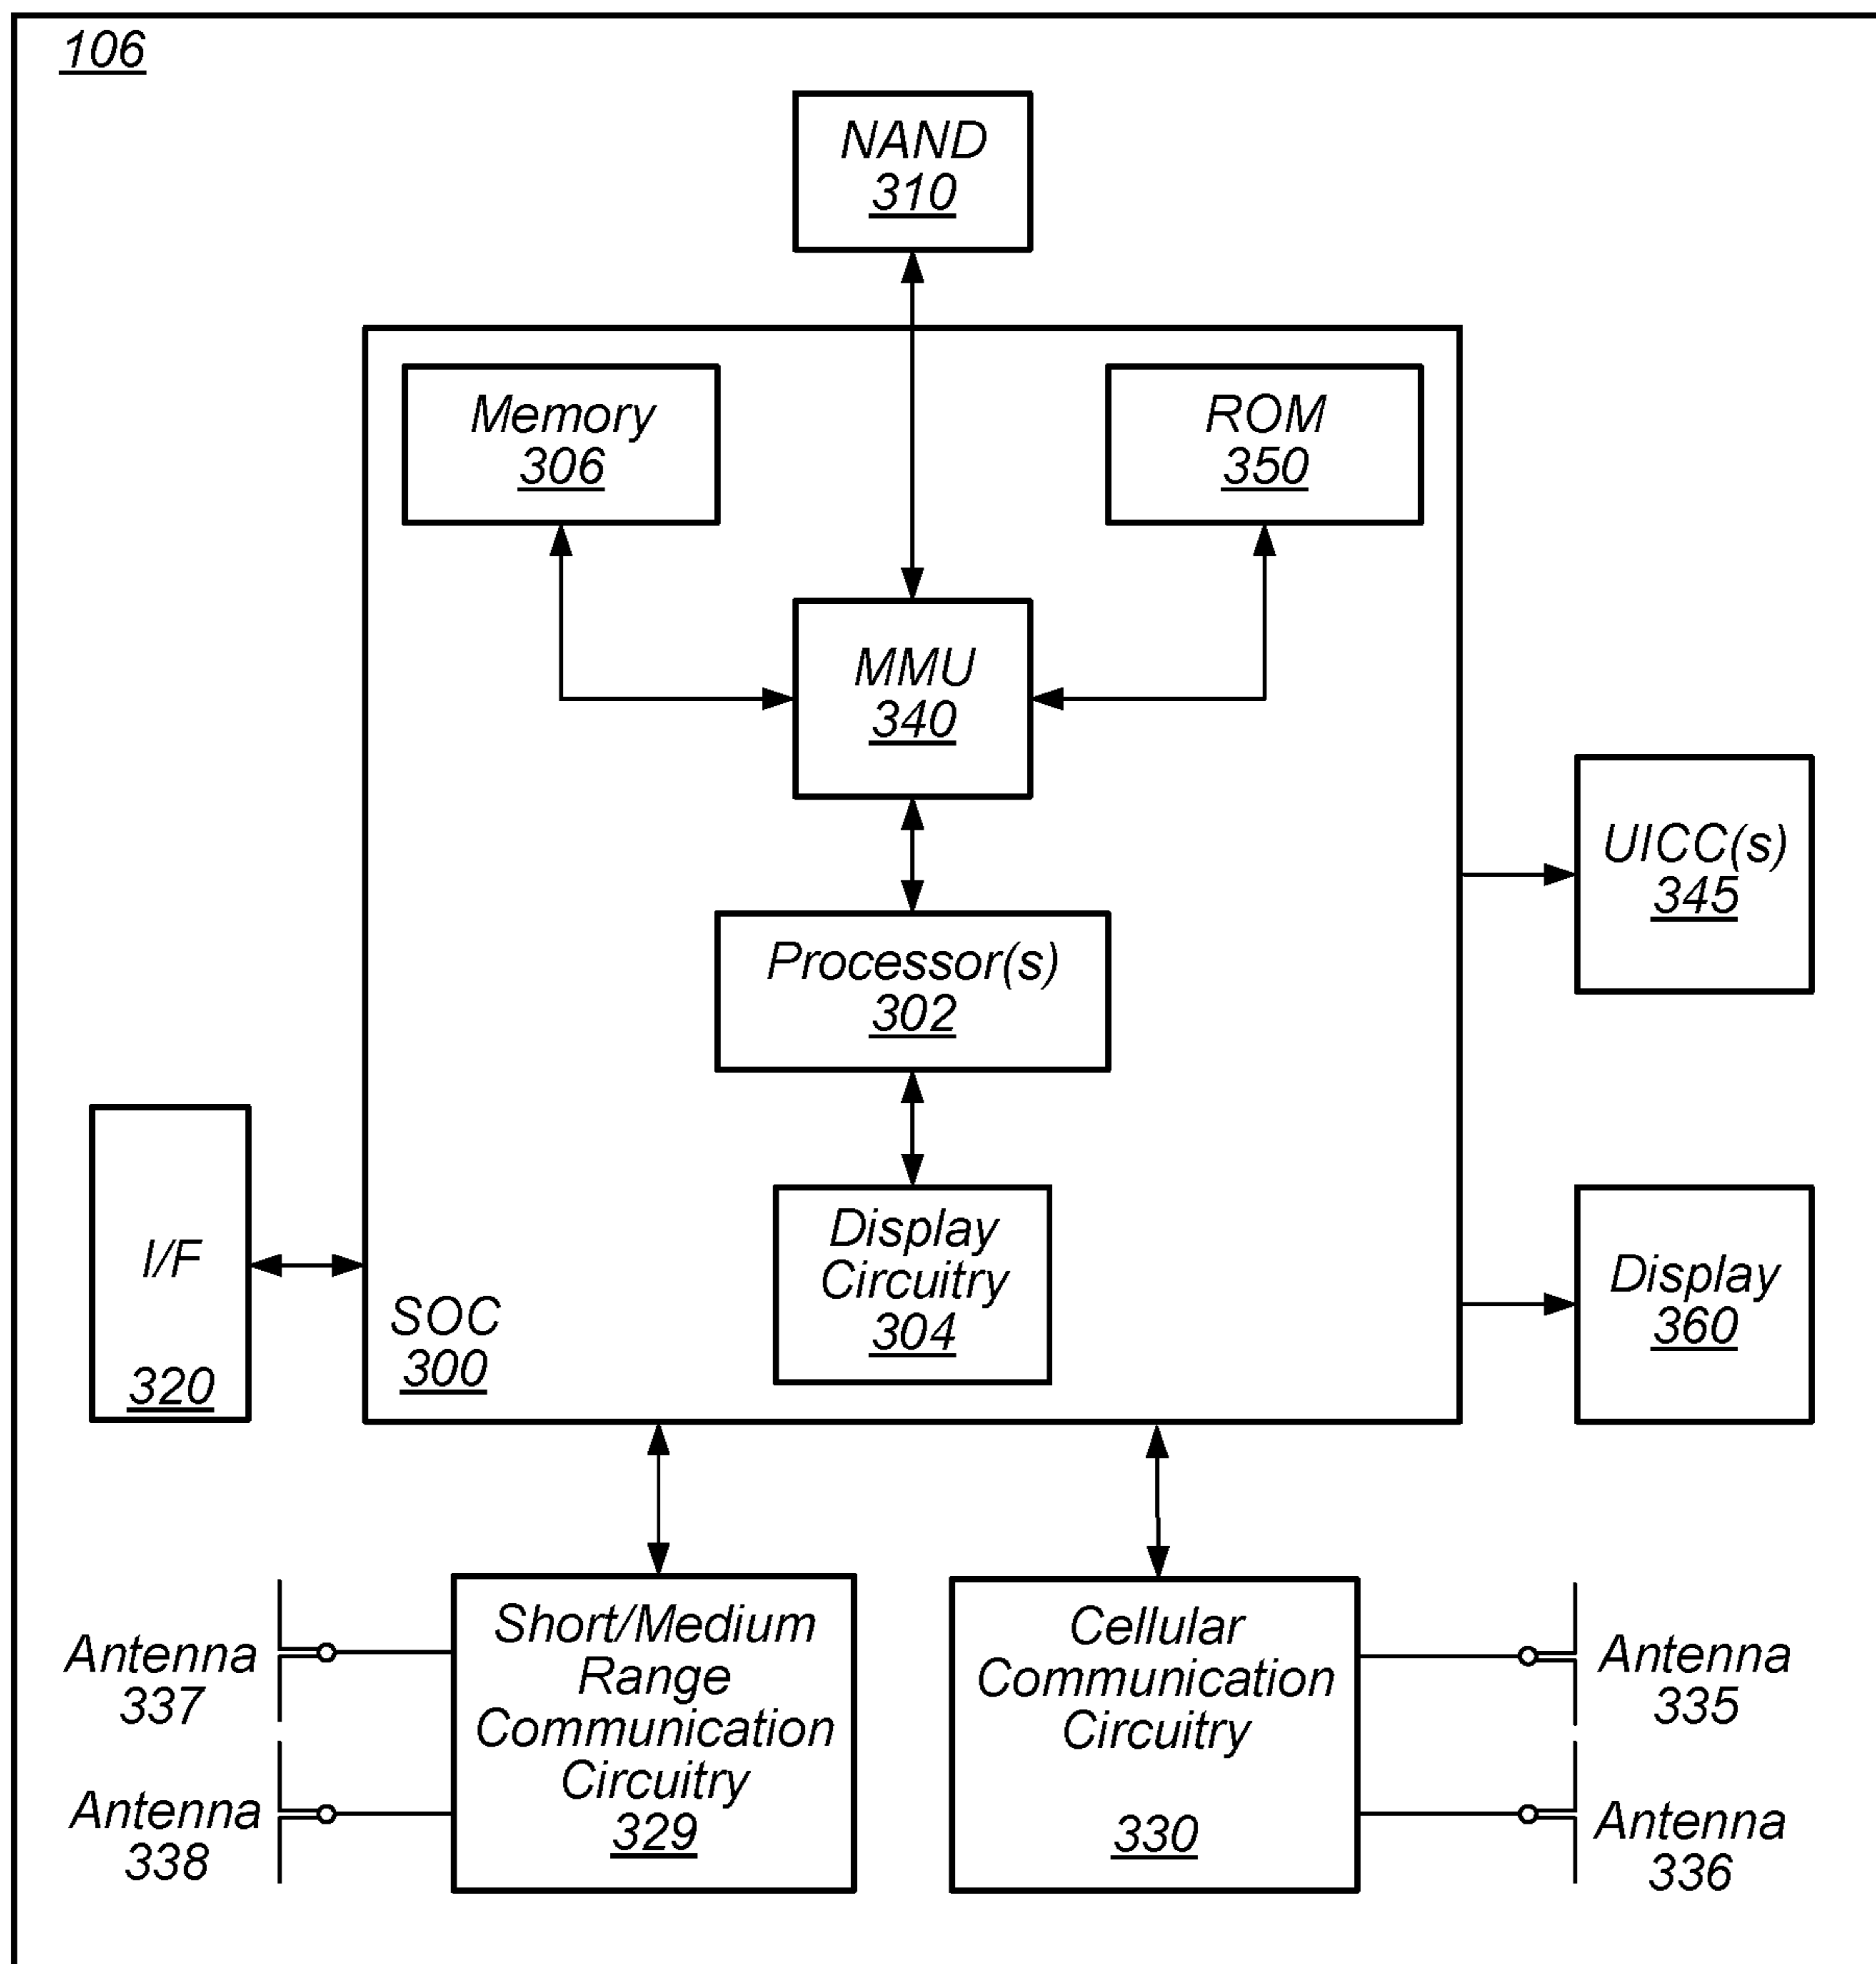 106
NAND
310
Memory
306
ROM
350
MMU
340
UICC(s)
345
Processor(s)
302
I/F
320
Display
Circuitry
304
SOC
300
Display
360
Antenna
337
Antenna
338
Short/Medium
Range
Communication
Circuitry
329
Cellular
Communication
Circuitry
330
Antenna
335
Antenna
336